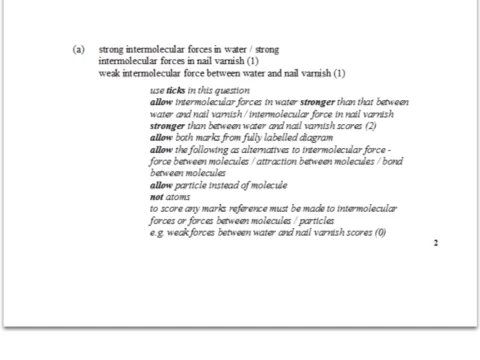 (a) strong intermolecular forces in water / strong
intermolecular forces in nail varnish (1)
weak intermolecular force between water and nail varnish (1)
use ticks in this question
allow intermolecular forces in water stronger than that between
water and nail varnish / intermolecular force in nail varnish
stronger than between water and nail varnish scores (2)
allow both marks from fully labelled diagram
allow the following as alternatives to intermolecular force -
force between molecules / attraction between molecules / bond
between molecules
allow particle instead of molecule
not atoms
to score any marks reference must be made to intermolecular
forces or forces between molecules / particles
e.g. weak forces between water and nail varnish scores (0)
2